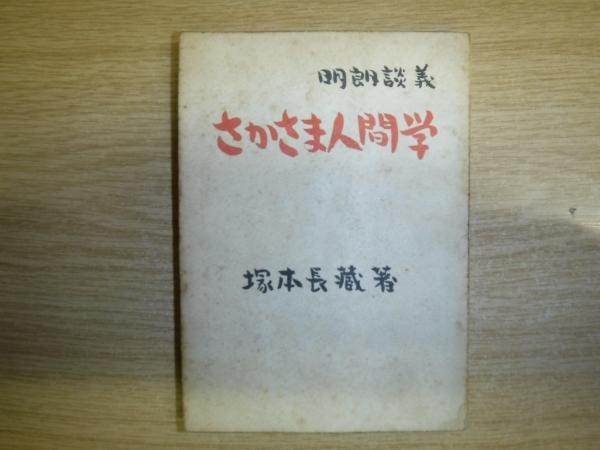 明朗談義
さかさま人間学
塚本長藏著